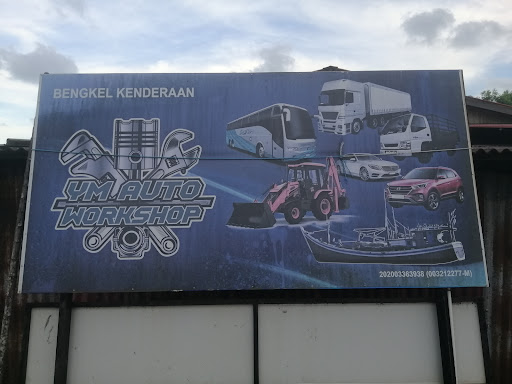 BENGKEL KENDERAAN
YM AUTO
WORKSHOP
202003363938 (003212277-M)